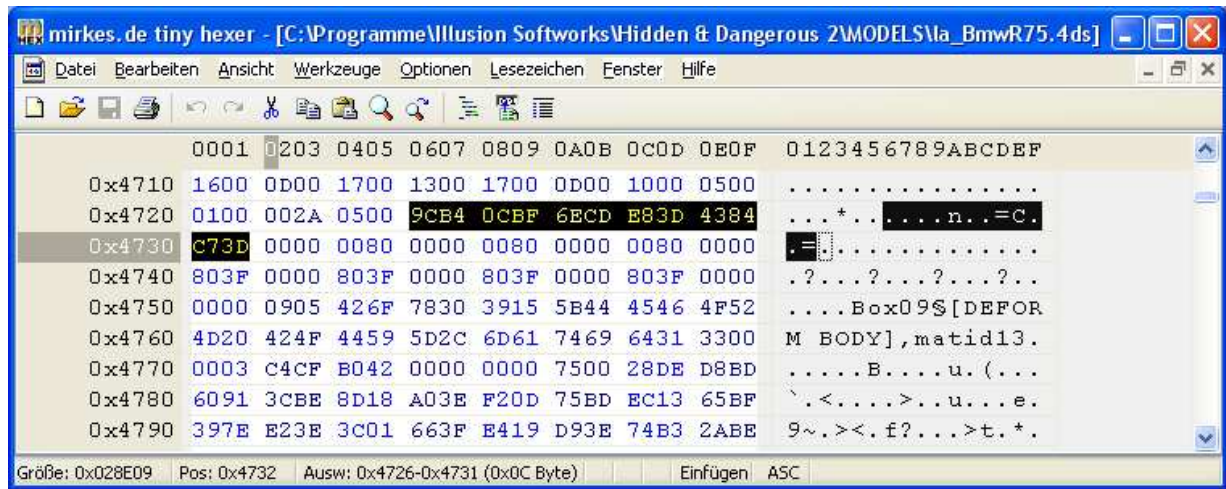 mirkes.de tiny hexer - [C:\Programme\Illusion Softworks\Hidden & Dangerous 2\MODELS\la_BmwR75.4ds]
Datei Bearbeiten Ansicht Werkzeuge Optionen Lesezeichen Fenster Hilfe
0001 0203 0405 0607 0809 0A0B 0C0D 0E0F 0123456789ABCDEF
0x4710 1600 0D00 1700 1300 1700 0D00 1000 0500 ................
0x4720 0100 002A 0500 9CB4 0CBF 6ECD E83D 4384 ...*......n..=C.
0x4730 C73D 0000 0080 0000 0080 0000 0080 0000 .=..............
0x4740 803F 0000 803F 0000 803F 0000 803F 0000 .?...?...?...?..
0x4750 0000 0905 426F 7830 3915 5B44 4546 4F52 ....Box09§[DEFOR
0x4760 4D20 424F 4459 5D2C 6D61 7469 6431 3300 M BODY],matid13.
0x4770 0003 C4CF B042 0000 0000 7500 28DE D8BD .....B....u.(...
0x4780 6091 3CBE 8D18 A03E F20D 75BD EC13 65BF `.<....>..u...e.
0x4790 397E E23E 3C01 663F E419 D93E 74B3 2ABE 9~.><.f?...>t.*.
Größe: 0x028E09 Pos: 0x4732 Ausw: 0x4726-0x4731 (0x0C Byte) Einfügen ASC